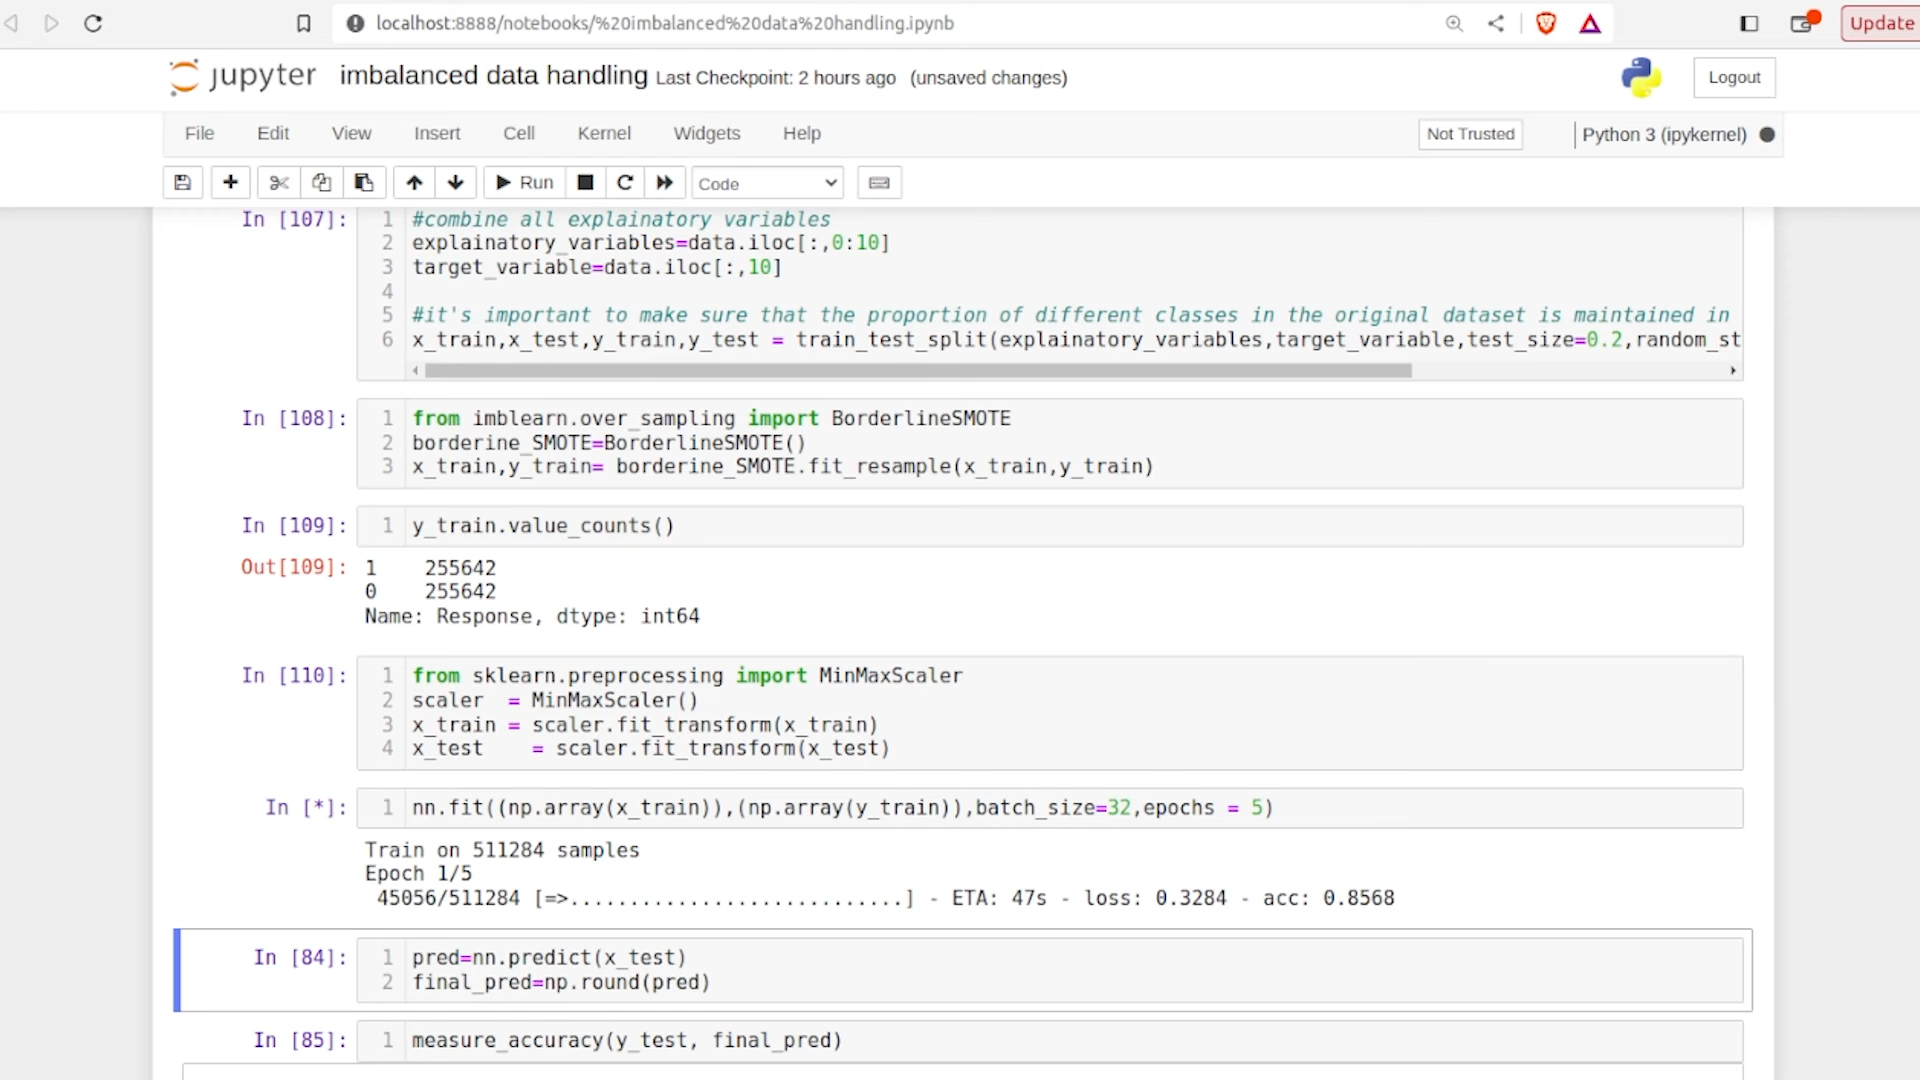 localhost:8888/notebooks/%20imbalanced%20data%20handling.ipynb
Update
jupyter imbalanced data handling Last Checkpoint: 2 hours ago (unsaved changes)
Logout
File Edit View Insert Cell Kernel Widgets Help
Not Trusted
Python 3 (ipykernel)
Run
Code
In [107]:
1 #combine all explainatory variables
2 explainatory_variables=data.iloc[:,0:10]
3 target_variable=data.iloc[:,10]
4
5 #it's important to make sure that the proportion of different classes in the original dataset is maintained in
6 x_train,x_test,y_train,y_test = train_test_split(explainatory_variables,target_variable,test_size=0.2,random_st
In [108]:
1 from imblearn.over_sampling import BorderlineSMOTE
2 borderine_SMOTE=BorderlineSMOTE()
3 x_train,y_train= borderine_SMOTE.fit_resample(x_train,y_train)
In [109]:
1 y_train.value_counts()
Out[109]:
1    255642
0    255642
Name: Response, dtype: int64
In [110]:
1 from sklearn.preprocessing import MinMaxScaler
2 scaler  = MinMaxScaler()
3 x_train = scaler.fit_transform(x_train)
4 x_test    = scaler.fit_transform(x_test)
In [*]:
1 nn.fit((np.array(x_train)),(np.array(y_train)),batch_size=32,epochs = 5)
Train on 511284 samples
Epoch 1/5
45056/511284 [=>............................] - ETA: 47s - loss: 0.3284 - acc: 0.8568
In [84]:
1 pred=nn.predict(x_test)
2 final_pred=np.round(pred)
In [85]:
1 measure_accuracy(y_test, final_pred)